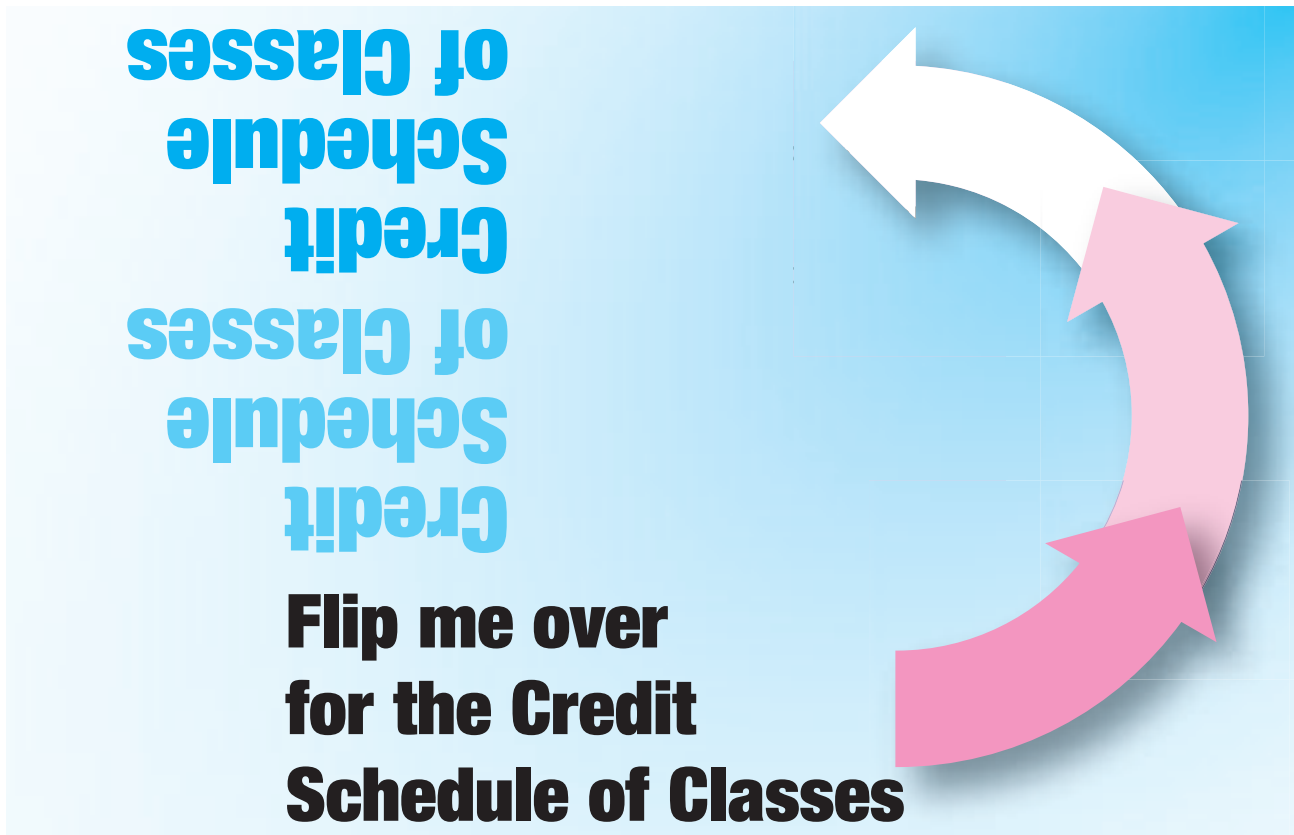 of Classes
Schedule
Credit
of Classes
Schedule
Credit
Flip me over
for the Credit
Schedule of Classes